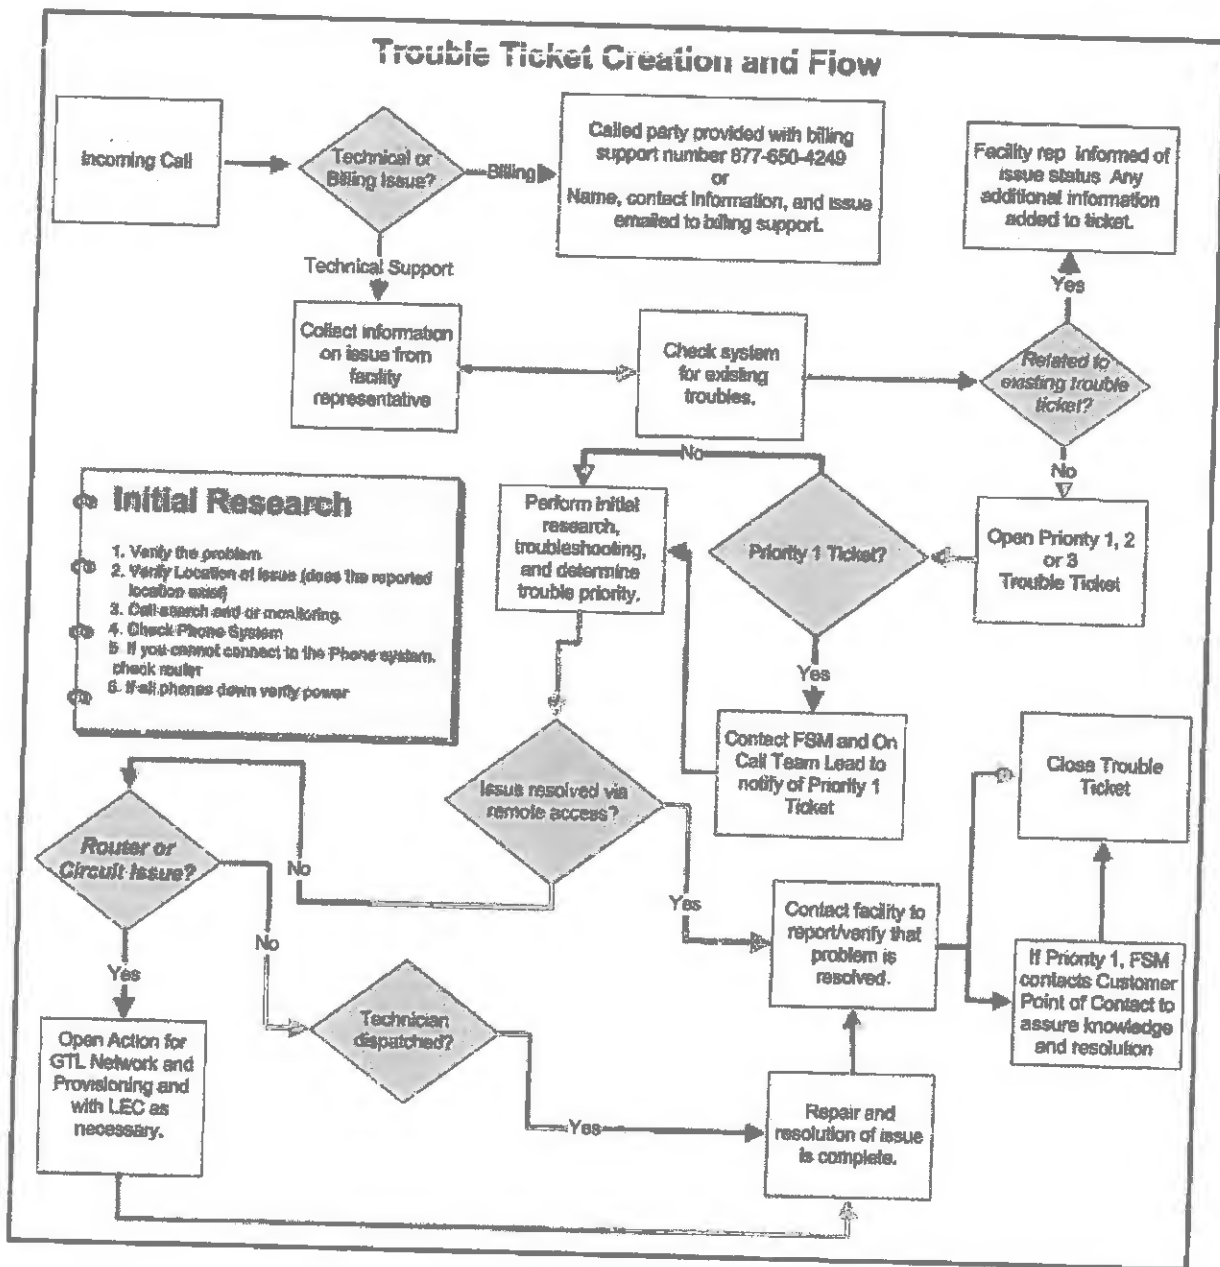 Trouble Ticket Creation and Flow
Incoming Call
Technical or
Billing Issue?
Billing
Called party provided with billing
support number 877-650-4249
or
Name, contact information, and issue
emailed to billing support.
Facility rep informed of
issue status Any
additional information
added to ticket.
Yes
Technical Support
Collect information
on issue from
facility
representative
Check system
for existing
troubles.
Related to
existing trouble
ticket?
No
No
Initial Research
1. Verify the problem
2. Verify Location of issue (does the reported
location exist)
3. Call search and or monitoring.
4. Check Phone System
5 If you cannot connect to the Phone system,
check router
6. If all phones down verify power
Perform initial
research,
troubleshooting,
and determine
trouble priority.
Priority 1 Ticket?
Open Priority 1, 2
or 3
Trouble Ticket
Yes
Contact FSM and On
Call Team Lead to
notify of Priority 1
Ticket
Close Trouble
Ticket
Issue resolved via
remote access?
Router or
Circuit Issue?
No
No
Yes
Yes
Contact facility to
report/verify that
problem is
resolved.
If Priority 1, FSM
contacts Customer
Point of Contact to
assure knowledge
and resolution
Open Action for
GTL Network and
Provisioning and
with LEC as
necessary.
Technician
dispatched?
Yes
Repair and
resolution of issue
is complete.